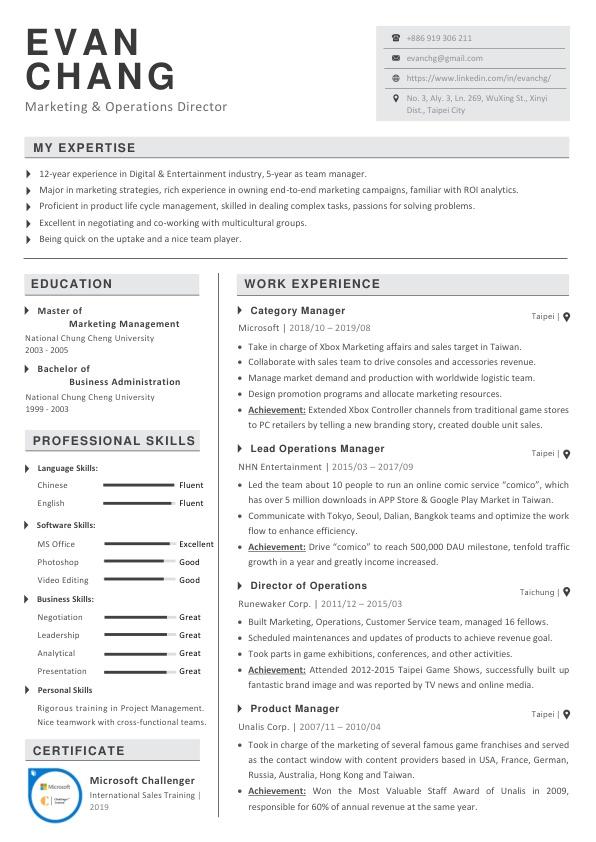 EVAN
CHANG
Marketing & Operations Director
+886 919 306 211
evanchg@gmail.com
https://www.linkedin.com/in/evanchg/
No. 3, Aly. 3, Ln. 269, WuXing St., Xinyi
Dist., Taipei City
MY EXPERTISE
12-year experience in Digital & Entertainment industry, 5-year as team manager.
Major in marketing strategies, rich experience in owning end-to-end marketing campaigns, familiar with ROI analytics.
Proficient in product life cycle management, skilled in dealing complex tasks, passions for solving problems.
Excellent in negotiating and co-working with multicultural groups.
Being quick on the uptake and a nice team player.
EDUCATION
Master of
Marketing Management
National Chung Cheng University
2003 - 2005
Bachelor of
Business Administration
National Chung Cheng University
1999 - 2003
PROFESSIONAL SKILLS
Language Skills:
Chinese Fluent
English Fluent
Software Skills:
MS Office Excellent
Photoshop Good
Video Editing Good
Business Skills:
Negotiation Great
Leadership Great
Analytical Great
Presentation Great
Personal Skills
Rigorous training in Project Management.
Nice teamwork with cross-functional teams.
CERTIFICATE
Microsoft
Microsoft Challenger
International Sales Training |
2019
WORK EXPERIENCE
Category Manager
Taipei |
Microsoft | 2018/10 – 2019/08
• Take in charge of Xbox Marketing affairs and sales target in Taiwan.
• Collaborate with sales team to drive consoles and accessories revenue.
• Manage market demand and production with worldwide logistic team.
• Design promotion programs and allocate marketing resources.
• Achievement: Extended Xbox Controller channels from traditional game stores
to PC retailers by telling a new branding story, created double unit sales.
Lead Operations Manager
Taipei |
NHN Entertainment | 2015/03 – 2017/09
• Led the team about 10 people to run an online comic service “comico”, which
has over 5 million downloads in APP Store & Google Play Market in Taiwan.
• Communicate with Tokyo, Seoul, Dalian, Bangkok teams and optimize the work
flow to enhance efficiency.
• Achievement: Drive “comico” to reach 500,000 DAU milestone, tenfold traffic
growth in a year and greatly income increased.
Director of Operations
Taichung |
Runewaker Corp. | 2011/12 – 2015/03
• Built Marketing, Operations, Customer Service team, managed 16 fellows.
• Scheduled maintenances and updates of products to achieve revenue goal.
• Took parts in game exhibitions, conferences, and other activities.
• Achievement: Attended 2012-2015 Taipei Game Shows, successfully built up
fantastic brand image and was reported by TV news and online media.
Product Manager
Taipei |
Unalis Corp. | 2007/11 – 2010/04
• Took in charge of the marketing of several famous game franchises and served
as the contact window with content providers based in USA, France, German,
Russia, Australia, Hong Kong and Taiwan.
• Achievement: Won the Most Valuable Staff Award of Unalis in 2009,
responsible for 60% of annual revenue at the same year.